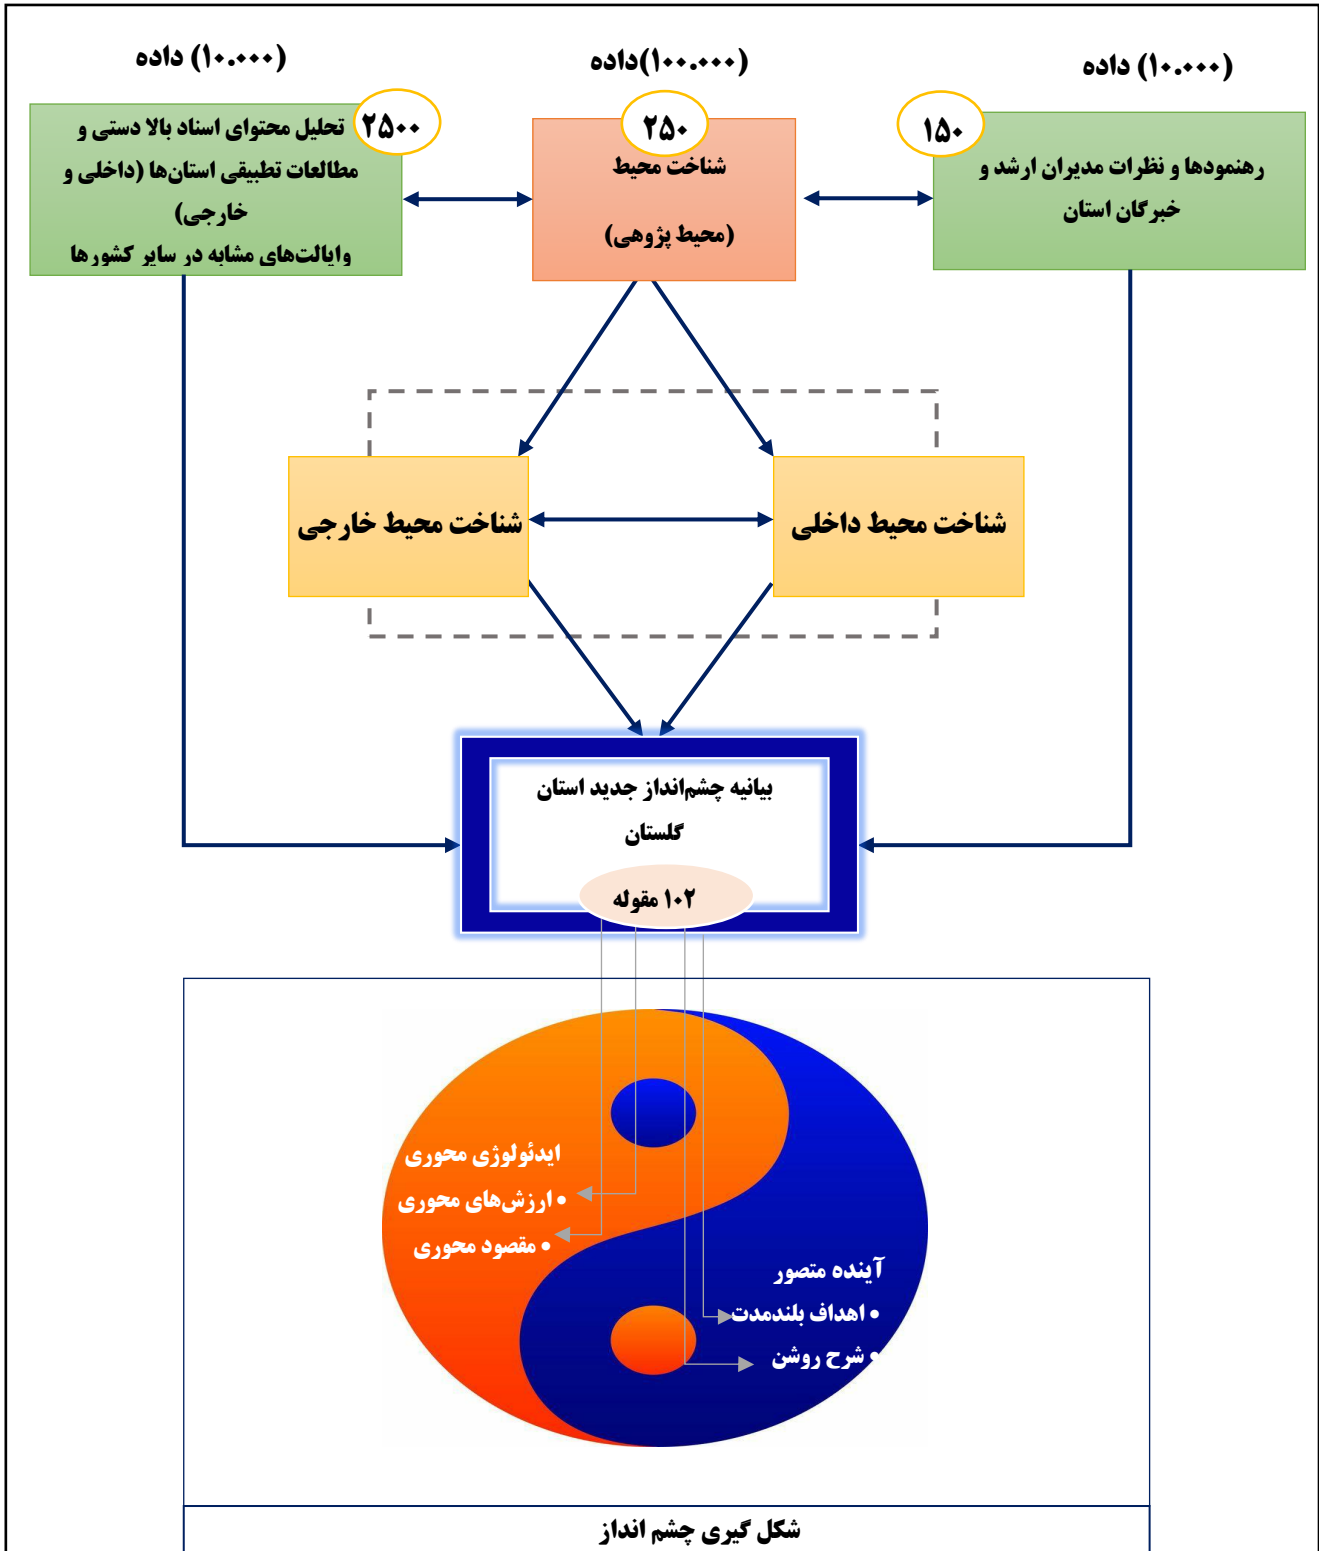 (۱۰.۰۰۰) داده
(۱۰۰.۰۰۰)داده
(۱۰.۰۰۰) داده
۱۵۰
رهنمودها و نظرات مدیران ارشد و
خبرگان استان
۲۵۰
شناخت محیط
(محیط پژوهی)
۲۵۰۰
تحلیل محتوای اسناد بالا دستی و
مطالعات تطبیقی استان‌ها (داخلی و
خارجی)
وایالت‌های مشابه در سایر کشورها
شناخت محیط داخلی
شناخت محیط خارجی
بیانیه چشم‌انداز جدید استان
گلستان
۱۰۲ مقوله
ایدئولوژی محوری
• ارزش‌های محوری
• مقصود محوری
آینده متصور
• اهداف بلندمدت
• شرح روشن
شکل گیری چشم انداز